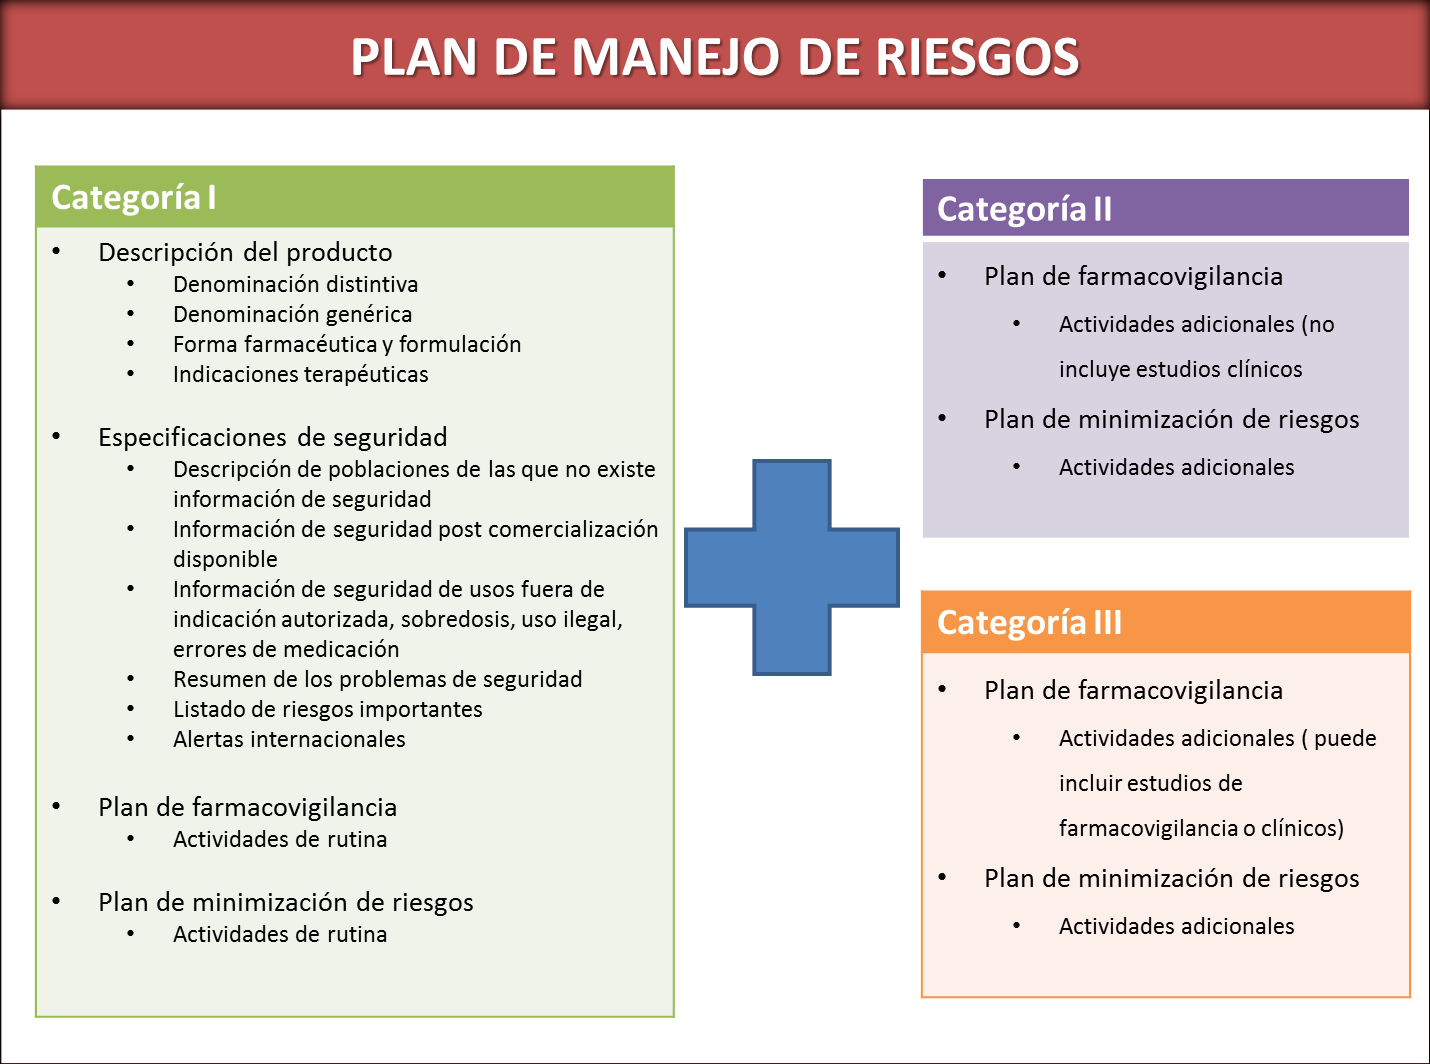 PLAN DE MANEJO DE RIESGOS
Categoría I
• Descripción del producto
• Denominación distintiva
• Denominación genérica
• Forma farmacéutica y formulación
• Indicaciones terapéuticas
• Especificaciones de seguridad
• Descripción de poblaciones de las que no existe
información de seguridad
• Información de seguridad post comercialización
disponible
• Información de seguridad de usos fuera de
indicación autorizada, sobredosis, uso ilegal,
errores de medicación
• Resumen de los problemas de seguridad
• Listado de riesgos importantes
• Alertas internacionales
• Plan de farmacovigilancia
• Actividades de rutina
• Plan de minimización de riesgos
• Actividades de rutina
Categoría II
• Plan de farmacovigilancia
• Actividades adicionales (no
incluye estudios clínicos
• Plan de minimización de riesgos
• Actividades adicionales
Categoría III
• Plan de farmacovigilancia
• Actividades adicionales ( puede
incluir estudios de
farmacovigilancia o clínicos)
• Plan de minimización de riesgos
• Actividades adicionales